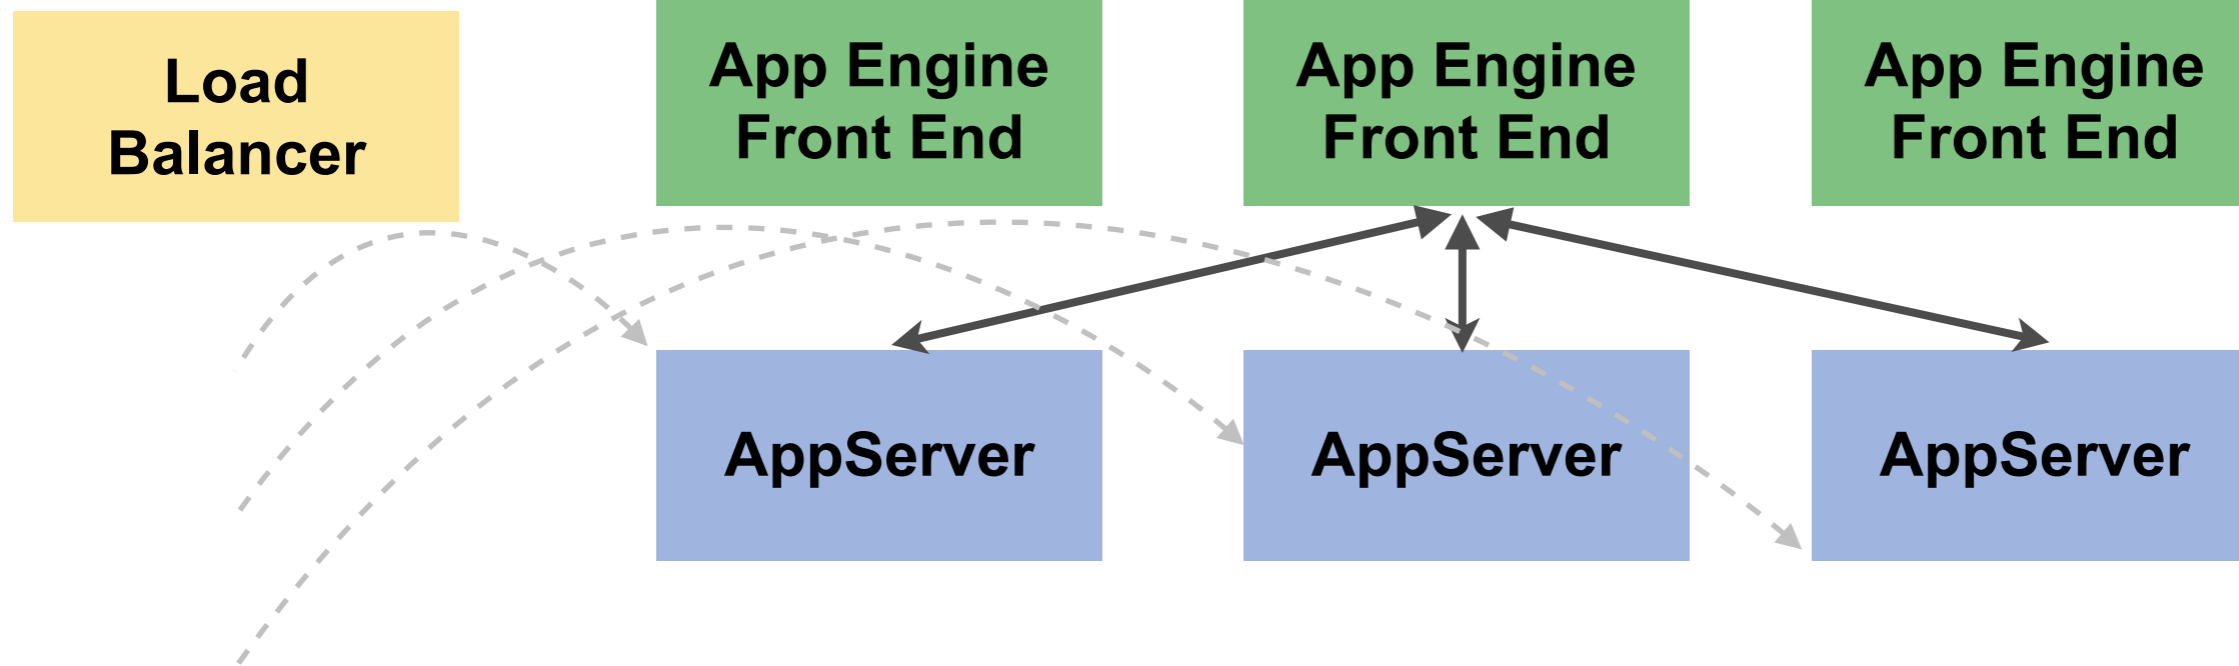 Load
Balancer
App Engine
Front End
App Engine
Front End
App Engine
Front End
AppServer
AppServer
AppServer